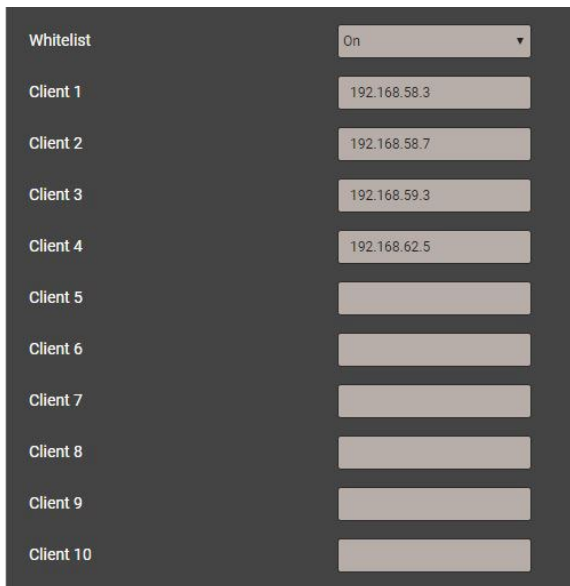 Whitelist On
Client 1 192.168.58.3
Client 2 192.168.58.7
Client 3 192.168.59.3
Client 4 192.168.62.5
Client 5
Client 6
Client 7
Client 8
Client 9
Client 10